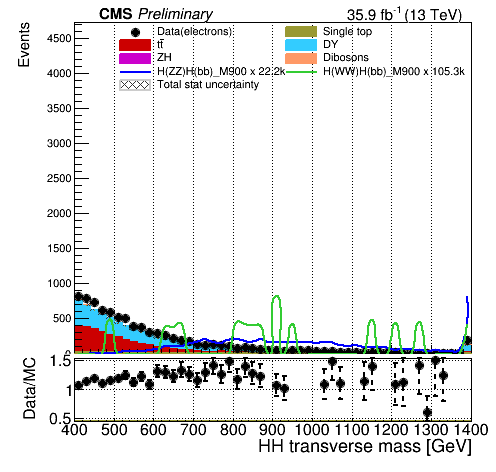 CMS Preliminary 35.9 fb⁻¹ (13 TeV)
Data(electrons) Single top
tt̄ DY
ZH Dibosons
H(ZZ)H(bb)_M900 x 22.2k H(WW)H(bb)_M900 x 105.3k
Total stat uncertainty
Events
4500
4000
3500
3000
2500
2000
1500
1000
500
0
Data/MC
1.5
1.0
0.5
400 500 600 700 800 900 1000 1100 1200 1300 1400
HH transverse mass [GeV]